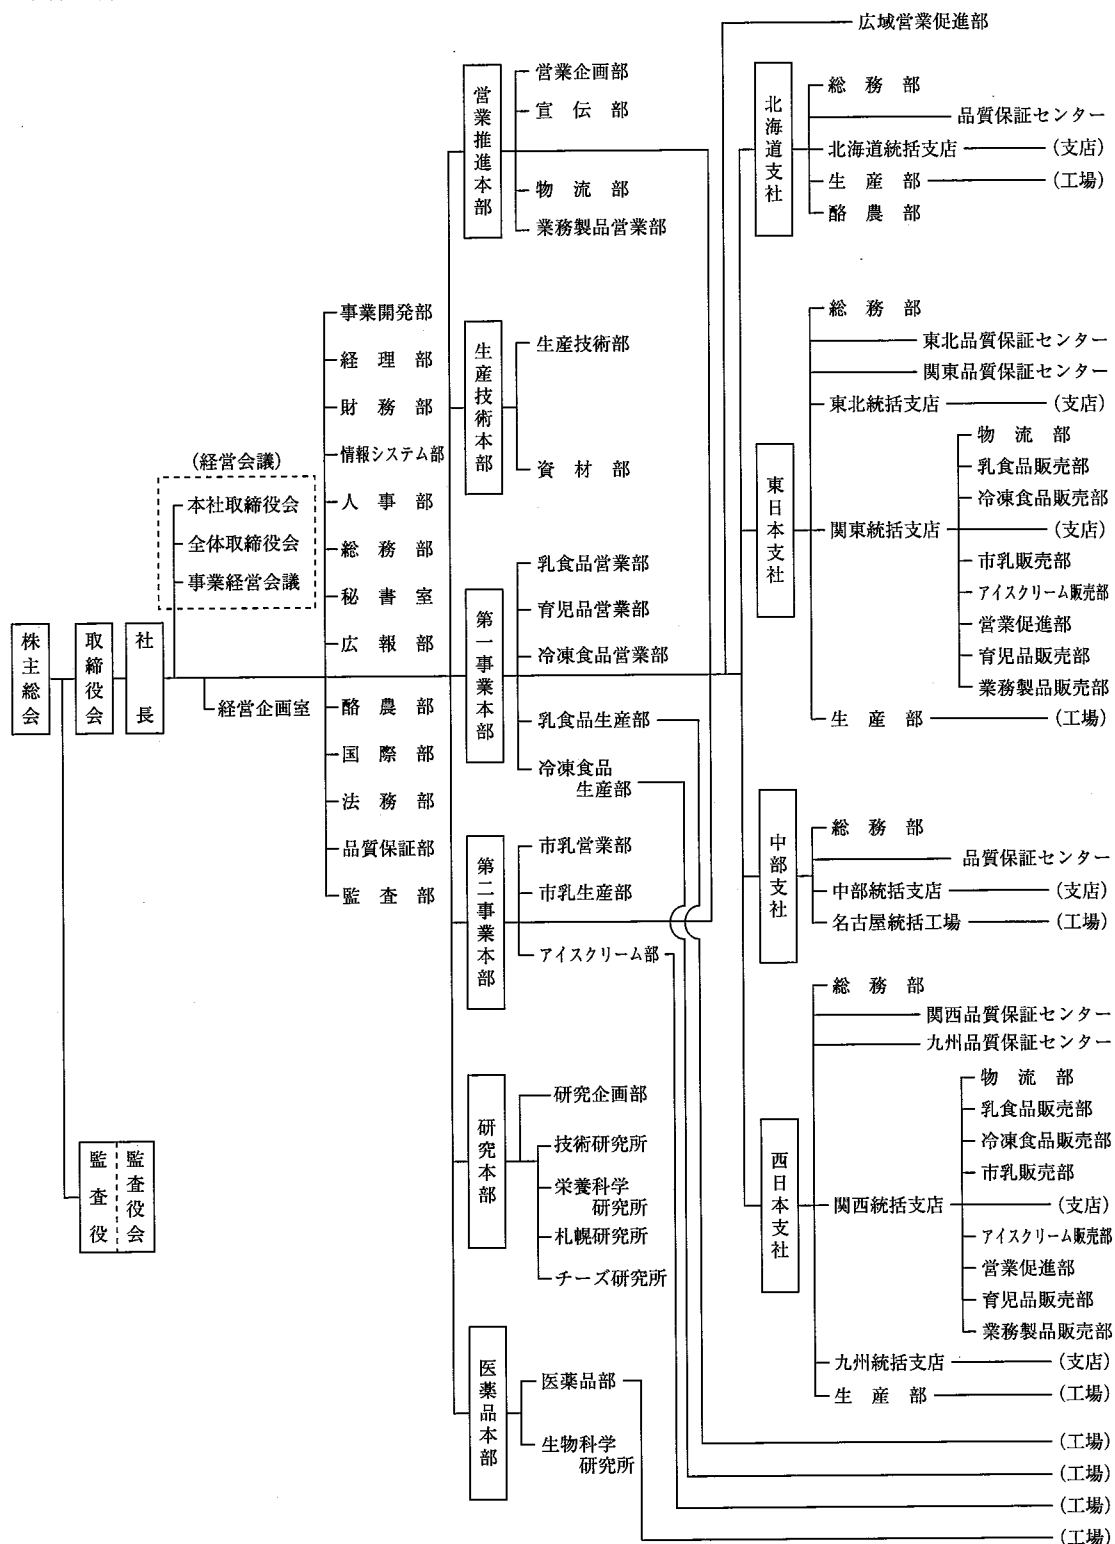 株主総会
取締役会
社長
監査役
監査役会
(経営会議)
本社取締役会
全体取締役会
事業経営会議
経営企画室
事業開発部
経理部
財務部
情報システム部
人事部
総務部
秘書室
広報部
酪農部
国際部
法務部
品質保証部
監査部
営業推進本部
営業企画部
宣伝部
物流部
業務製品営業部
生産技術本部
生産技術部
資材部
第一事業本部
乳食品営業部
育児品営業部
冷凍食品営業部
乳食品生産部
冷凍食品
生産部
第二事業本部
市乳営業部
市乳生産部
アイスクリーム部
研究本部
研究企画部
技術研究所
栄養科学
研究所
札幌研究所
チーズ研究所
医薬品本部
医薬品部
生物科学
研究所
広域営業促進部
北海道支社
総務部
品質保証センター
北海道統括支店 (支店)
生産部 (工場)
酪農部
東日本支社
総務部
東北品質保証センター
関東品質保証センター
東北統括支店 (支店)
関東統括支店
物流部
乳食品販売部
冷凍食品販売部
(支店)
市乳販売部
アイスクリーム販売部
営業促進部
育児品販売部
業務製品販売部
生産部 (工場)
中部支社
総務部
品質保証センター
中部統括支店 (支店)
名古屋統括工場 (工場)
西日本支社
総務部
関西品質保証センター
九州品質保証センター
関西統括支店
物流部
乳食品販売部
冷凍食品販売部
市乳販売部
(支店)
アイスクリーム販売部
営業促進部
育児品販売部
業務製品販売部
九州統括支店 (支店)
生産部 (工場)
(工場)
(工場)
(工場)
(工場)